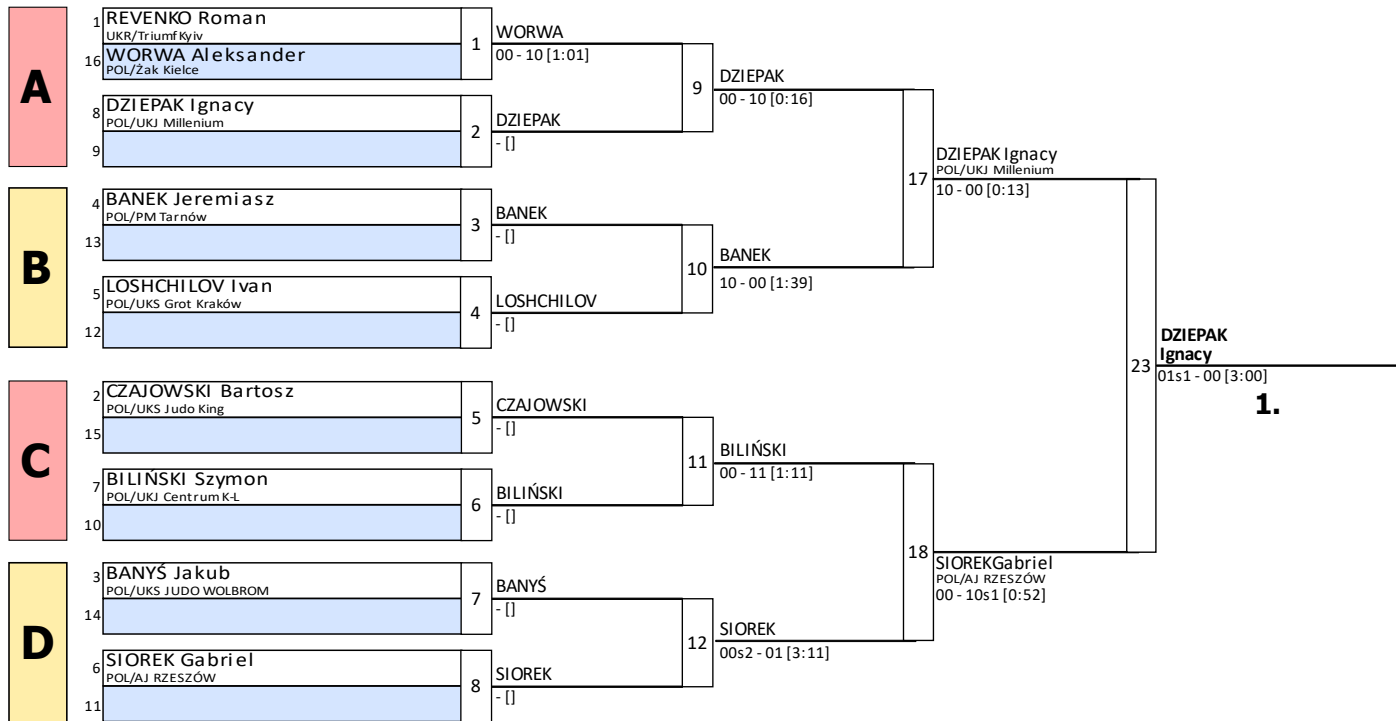 A
1 REVENKO Roman
UKR/TriumfKyiv
16 WORWA Aleksander
POL/Żak Kielce
1
WORWA
00 - 10 [1:01]
8 DZIEPAK Ignacy
POL/UKJ Millenium
9
2
DZIEPAK
- []
9
DZIEPAK
00 - 10 [0:16]
B
4 BANEK Jeremiasz
POL/PM Tarnów
13
3
BANEK
- []
5 LOSHCHILOV Ivan
POL/UKS Grot Kraków
12
4
LOSHCHILOV
- []
10
BANEK
10 - 00 [1:39]
17
DZIEPAK Ignacy
POL/UKJ Millenium
10 - 00 [0:13]
C
2 CZAJOWSKI Bartosz
POL/UKS Judo King
15
5
CZAJOWSKI
- []
7 BILIŃSKI Szymon
POL/UKJ Centrum K-L
10
6
BILIŃSKI
- []
11
BILIŃSKI
00 - 11 [1:11]
D
3 BANYŚ Jakub
POL/UKS JUDO WOLBROM
14
7
BANYŚ
- []
6 SIOREK Gabriel
POL/AJ RZESZÓW
11
8
SIOREK
- []
12
SIOREK
00s2 - 01 [3:11]
18
SIOREKGabriel
POL/AJ RZESZÓW
00 - 10s1 [0:52]
23
DZIEPAK
Ignacy
01s1 - 00 [3:00]
1.